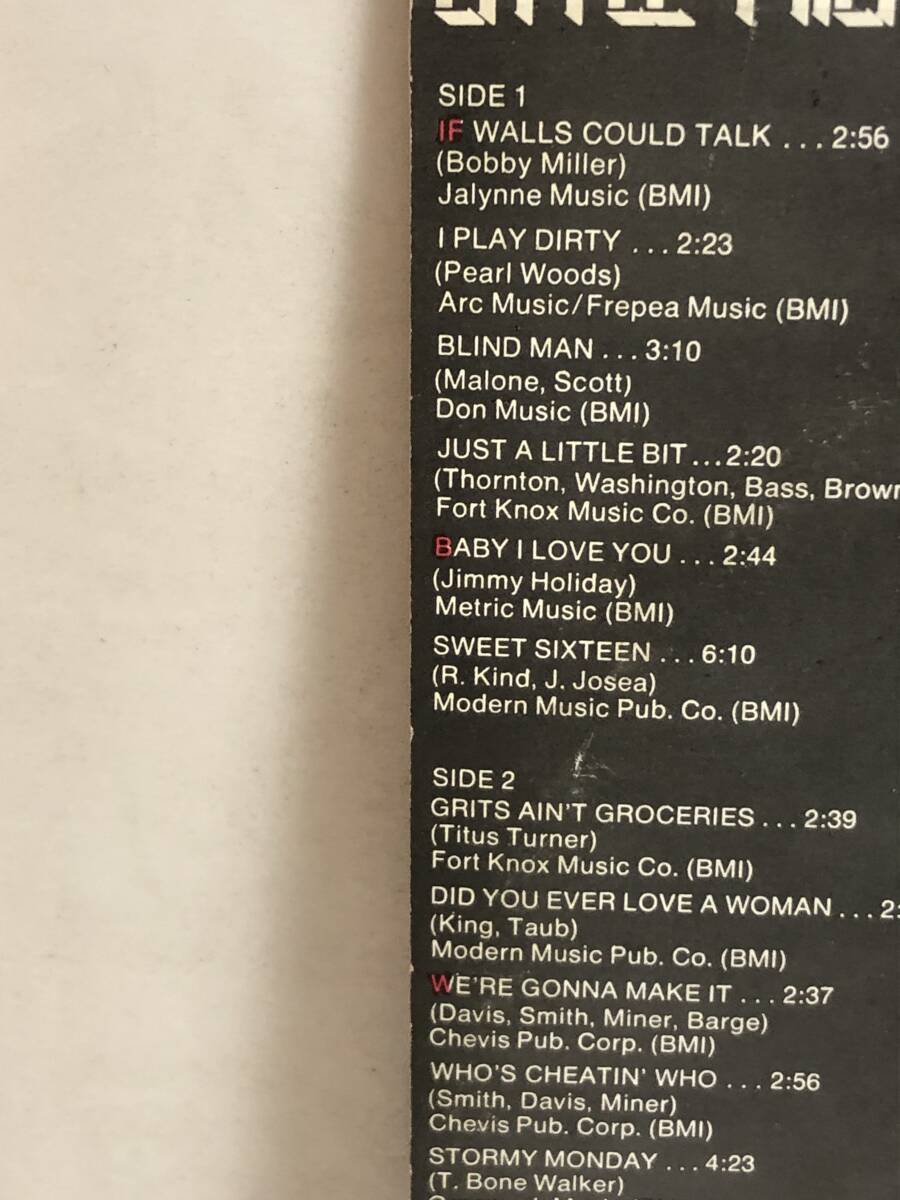 SIDE 1
IF WALLS COULD TALK ... 2:56
(Bobby Miller)
Jalynne Music (BMI)
I PLAY DIRTY ... 2:23
(Pearl Woods)
Arc Music/Frepea Music (BMI)
BLIND MAN ... 3:10
(Malone, Scott)
Don Music (BMI)
JUST A LITTLE BIT ... 2:20
(Thornton, Washington, Bass, Brown
Fort Knox Music Co. (BMI)
BABY I LOVE YOU ... 2:44
(Jimmy Holiday)
Metric Music (BMI)
SWEET SIXTEEN ... 6:10
(R. Kind, J. Josea)
Modern Music Pub. Co. (BMI)
SIDE 2
GRITS AIN'T GROCERIES ... 2:39
(Titus Turner)
Fort Knox Music Co. (BMI)
DID YOU EVER LOVE A WOMAN ... 2:
(King, Taub)
Modern Music Pub. Co. (BMI)
WE'RE GONNA MAKE IT ... 2:37
(Davis, Smith, Miner, Barge)
Chevis Pub. Corp. (BMI)
WHO'S CHEATIN' WHO ... 2:56
(Smith, Davis, Miner)
Chevis Pub. Corp. (BMI)
STORMY MONDAY ... 4:23
(T. Bone Walker)